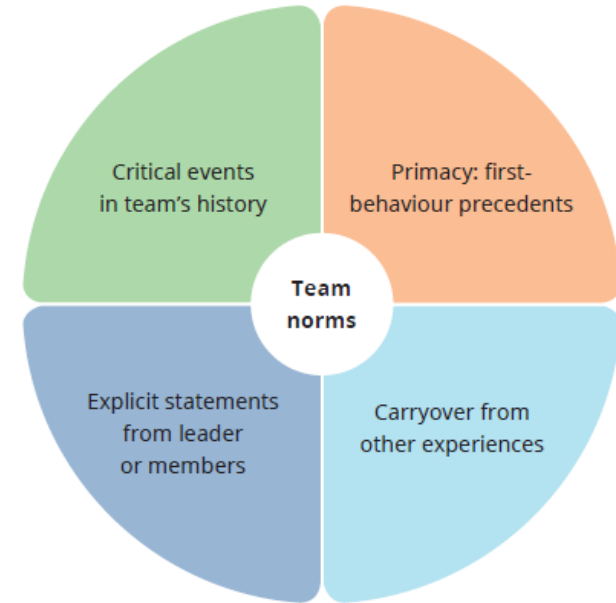 Critical events
in team’s history
Primacy: first-
behaviour precedents
Team
norms
Explicit statements
from leader
or members
Carryover from
other experiences